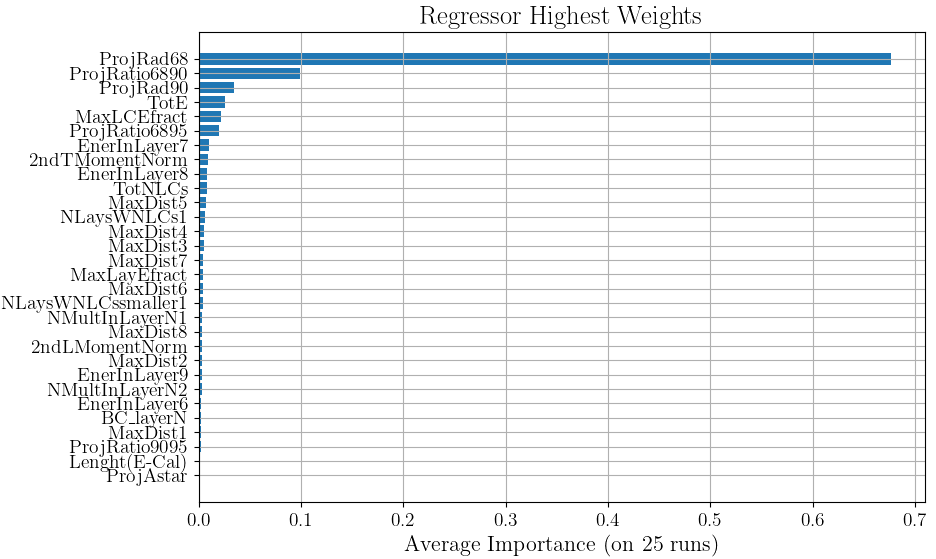 Regressor Highest Weights
ProjRad68
ProjRatio6890
ProjRad90
TotE
MaxLCEfract
ProjRatio6895
EnerInLayer7
2ndTMomentNorm
EnerInLayer8
TotNLCs
MaxDist5
NLaysWNLCs1
MaxDist4
MaxDist3
MaxDist7
MaxLayEfract
MaxDist6
NLaysWNLCssmaller1
NMultInLayerN1
MaxDist8
2ndLMomentNorm
MaxDist2
EnerInLayer9
NMultInLayerN2
EnerInLayer6
BC_layerN
MaxDist1
ProjRatio9095
Lenght(E-Cal)
ProjAstar
0.0 0.1 0.2 0.3 0.4 0.5 0.6 0.7
Average Importance (on 25 runs)